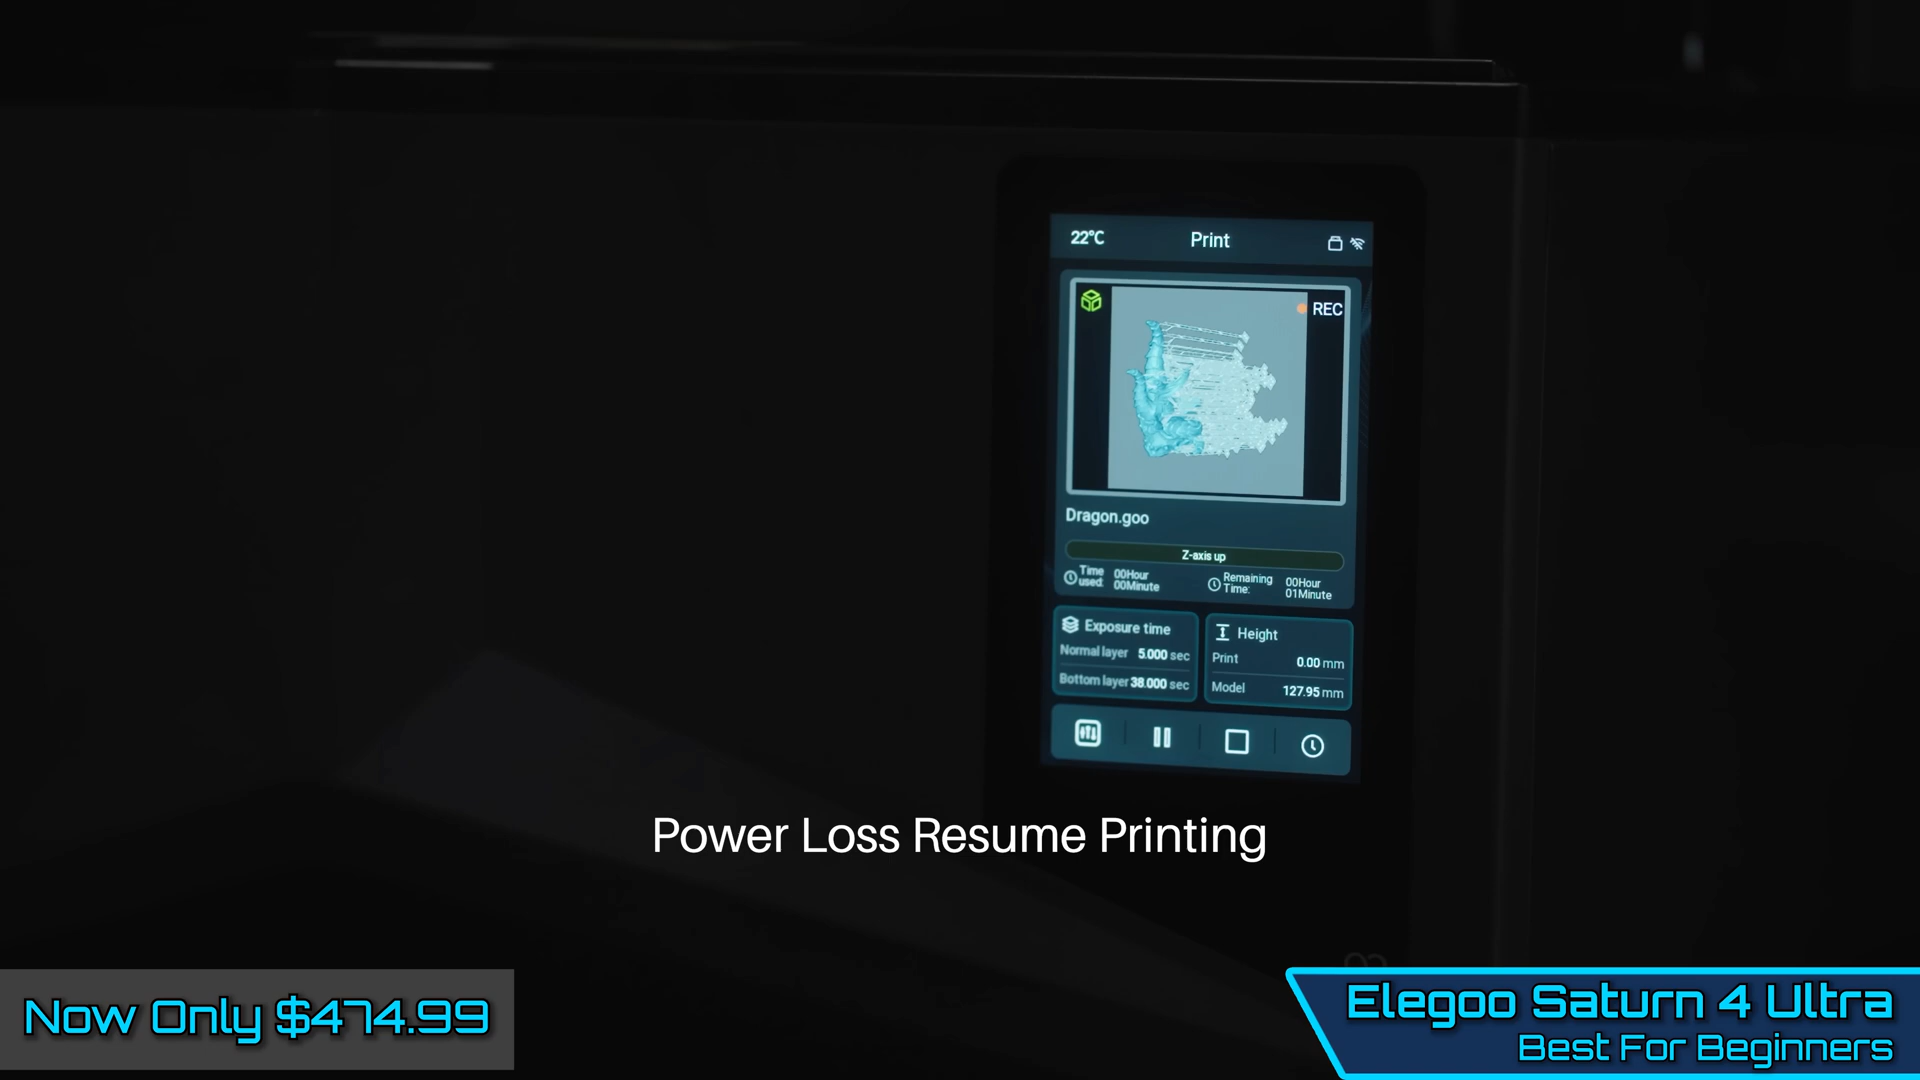 22°C
Print
REC
Dragon.goo
Z-axis up
Time used: 00Hour 00Minute
Remaining Time: 00Hour 01Minute
Exposure time
Normal layer 5.000 sec
Bottom layer 38.000 sec
Height
Print 0.00 mm
Model 127.95 mm
Power Loss Resume Printing
Now Only $474.99
Elegoo Saturn 4 Ultra
Best For Beginners